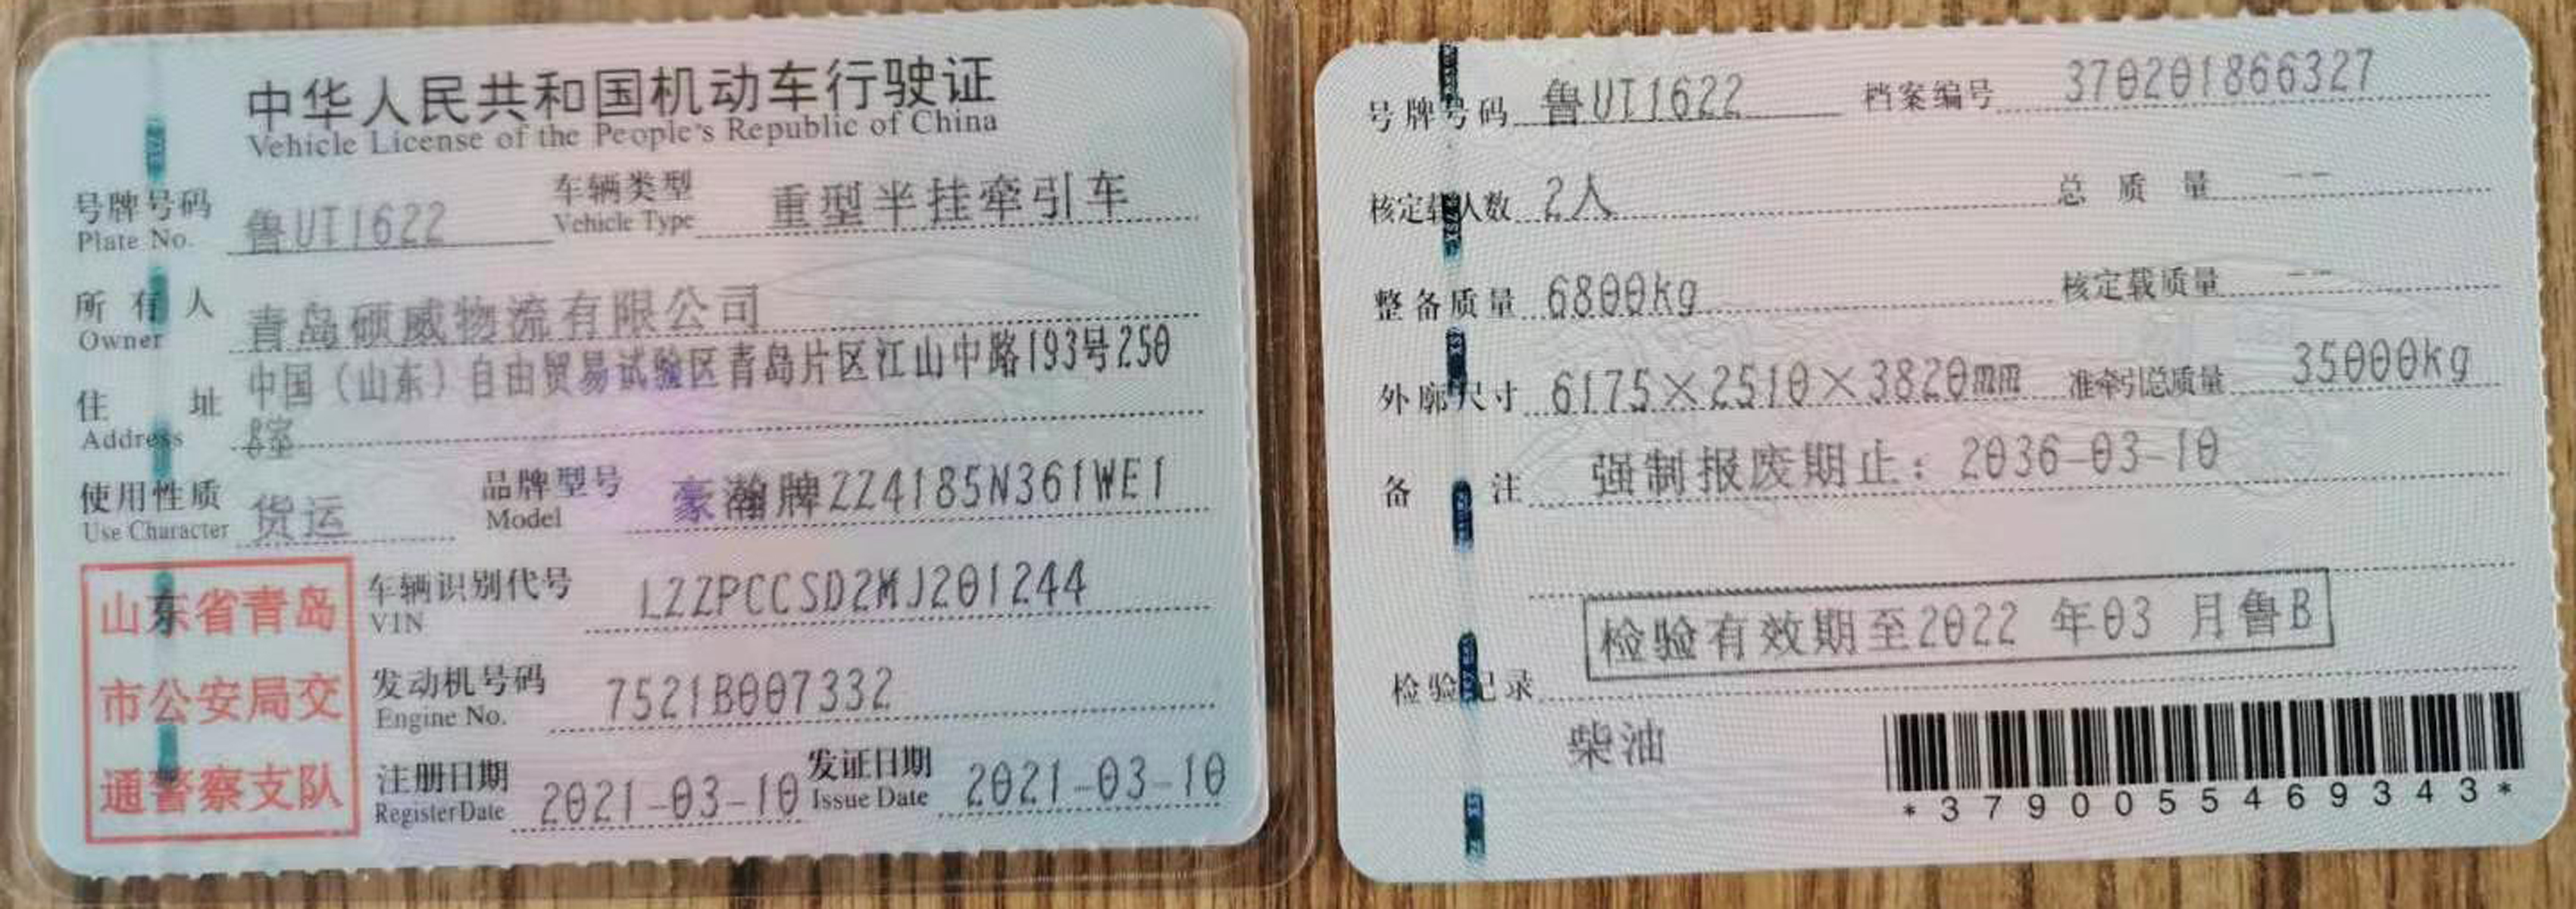 中华人民共和国机动车行驶证
Vehicle License of the People's Republic of China
号牌号码 鲁UT1622 车辆类型 重型半挂牵引车
Plate No. Vehicle Type
所有人 青岛硕威物流有限公司
Owner
住址 中国（山东）自由贸易试验区青岛片区江山中路193号250
Address 8室
使用性质 货运 品牌型号 豪瀚牌ZZ4185N361WE1
Use Character Model
山东省青岛
市公安局交
通警察支队
车辆识别代号 LZZPCCSD2MJ201244
VIN
发动机号码 7521B007332
Engine No.
注册日期 2021-03-10 发证日期 2021-03-10
Register Date Issue Date
号牌号码 鲁UT1622 档案编号 370201866327
核定载人数 2人 总质量 --
整备质量 6800kg 核定载质量 --
外廓尺寸 6175×2510×3820mm 准牵引总质量 35000kg
备注 强制报废期止：2036-03-10
检验有效期至2022 年03 月鲁B
检验记录
柴油
*3790055469343*